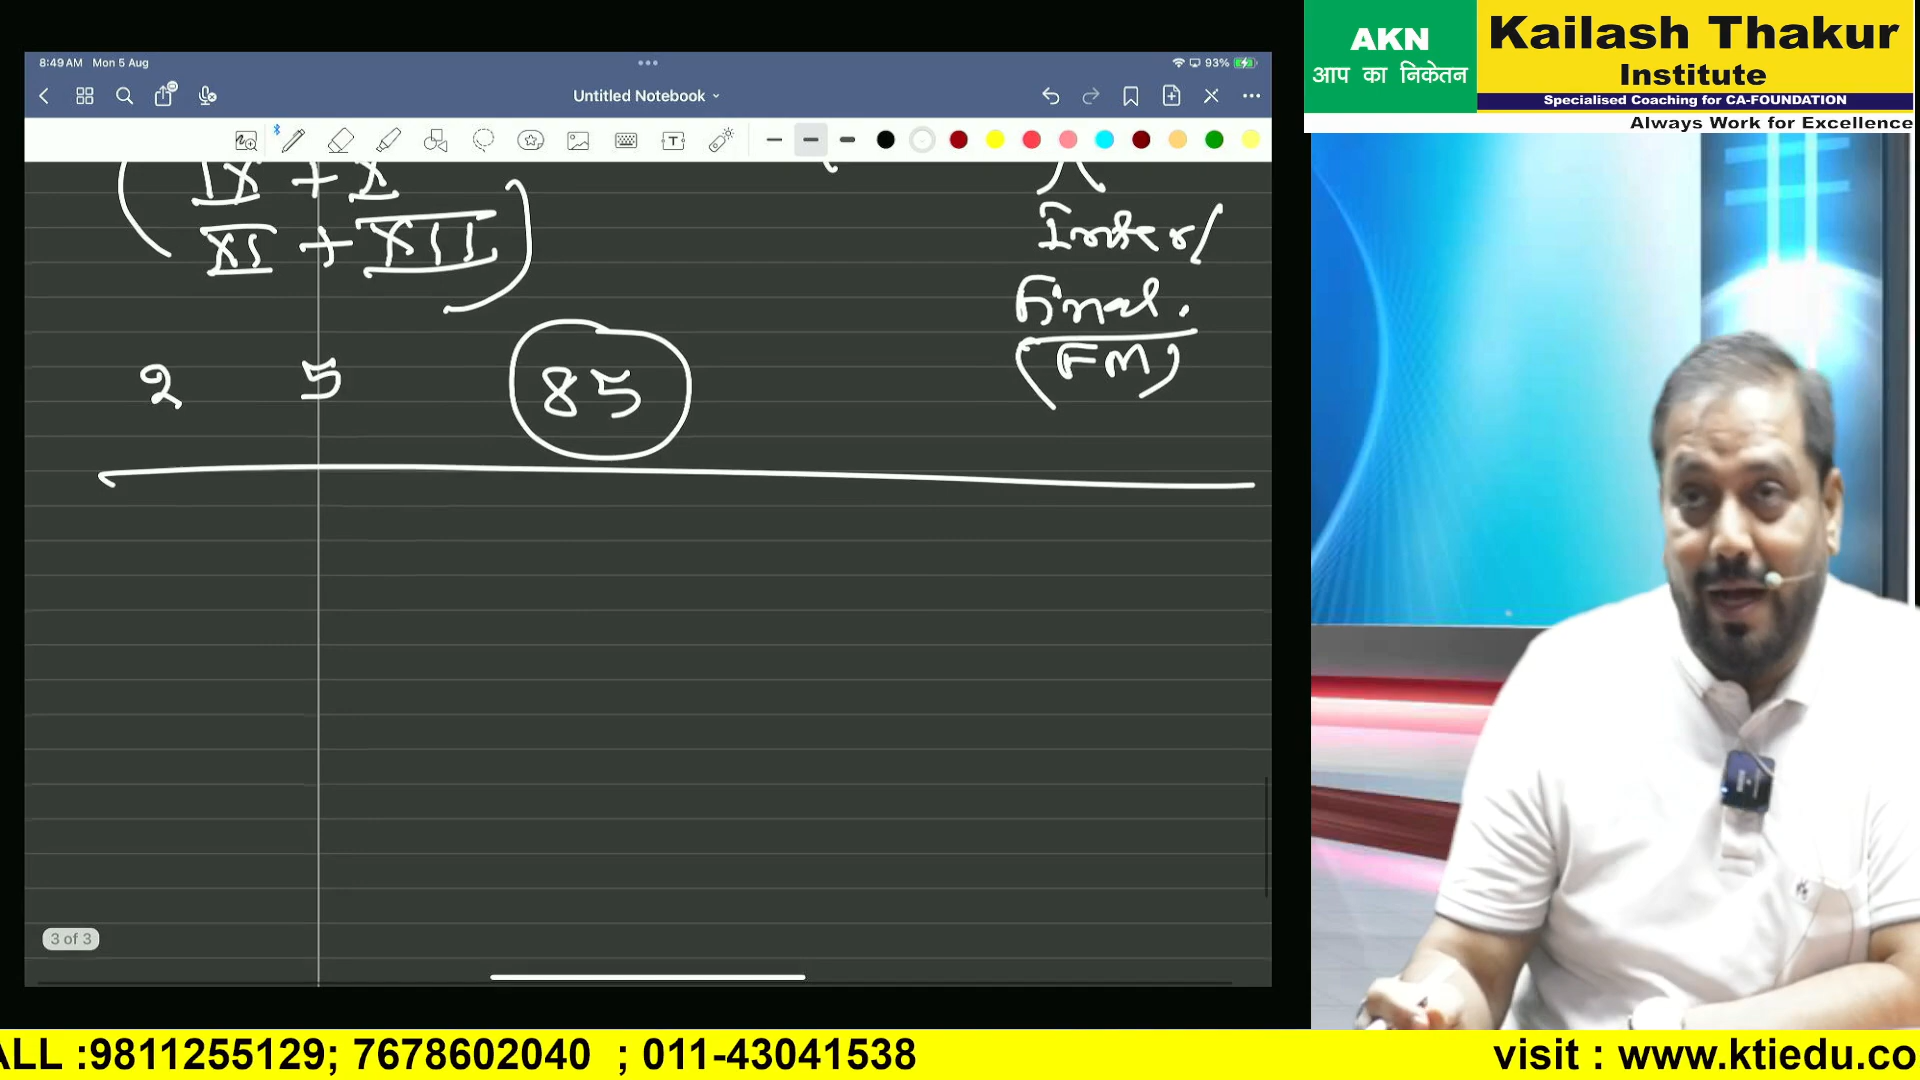 8:49 AM Mon 5 Aug
93%
Untitled Notebook
IX + X
XI + XII
Inter/
Final.
(FM)
2 5 85
3 of 3
AKN
आप का निकेतन
Kailash Thakur
Institute
Specialised Coaching for CA-FOUNDATION
Always Work for Excellence
ALL :9811255129; 7678602040 ; 011-43041538
visit : www.ktiedu.co